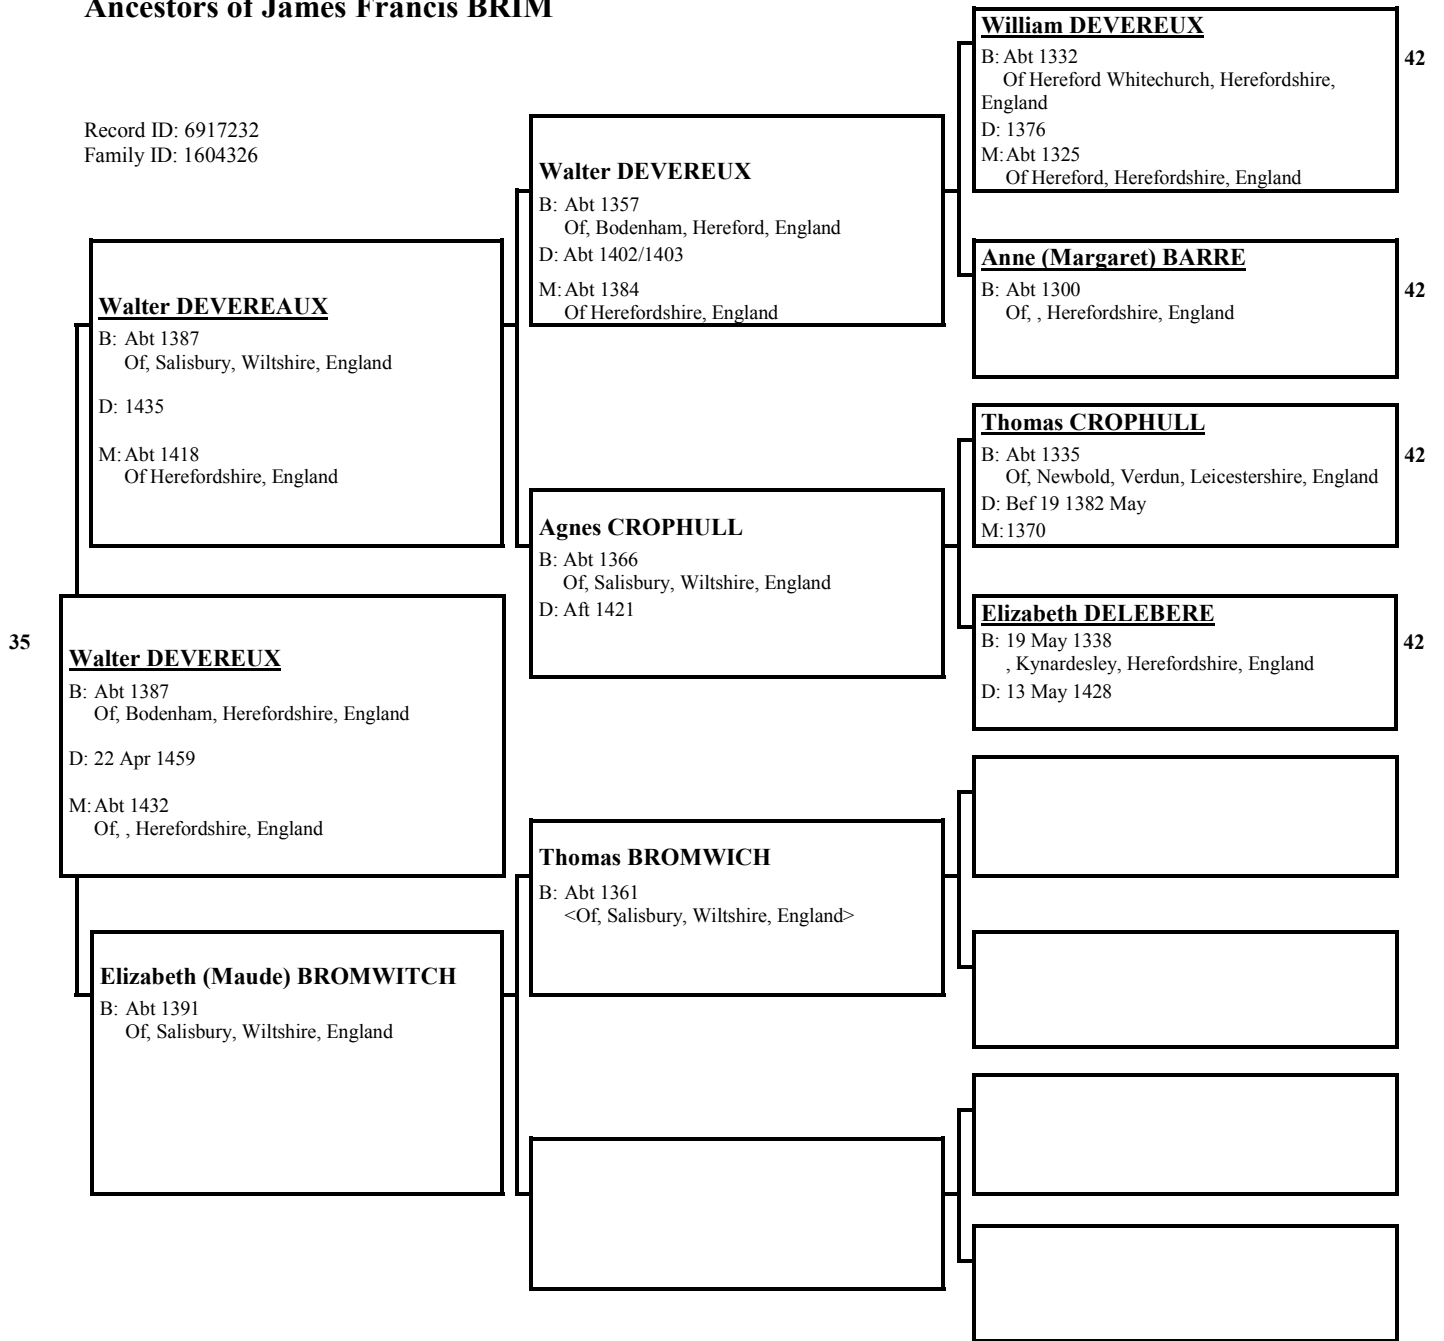 Ancestors of James Francis BRIM
Record ID: 6917232
Family ID: 1604326
35
Walter DEVEREUX
B: Abt 1387
Of, Bodenham, Herefordshire, England
D: 22 Apr 1459
M: Abt 1432
Of, , Herefordshire, England
Walter DEVEREAUX
B: Abt 1387
Of, Salisbury, Wiltshire, England
D: 1435
M: Abt 1418
Of Herefordshire, England
Elizabeth (Maude) BROMWITCH
B: Abt 1391
Of, Salisbury, Wiltshire, England
Walter DEVEREUX
B: Abt 1357
Of, Bodenham, Hereford, England
D: Abt 1402/1403
M: Abt 1384
Of Herefordshire, England
Agnes CROPHULL
B: Abt 1366
Of, Salisbury, Wiltshire, England
D: Aft 1421
Thomas BROMWICH
B: Abt 1361
<Of, Salisbury, Wiltshire, England>
William DEVEREUX
B: Abt 1332
Of Hereford Whitechurch, Herefordshire,
England
D: 1376
M: Abt 1325
Of Hereford, Herefordshire, England
42
Anne (Margaret) BARRE
B: Abt 1300
Of, , Herefordshire, England
42
Thomas CROPHULL
B: Abt 1335
Of, Newbold, Verdun, Leicestershire, England
D: Bef 19 1382 May
M: 1370
42
Elizabeth DELEBERE
B: 19 May 1338
, Kynardesley, Herefordshire, England
D: 13 May 1428
42